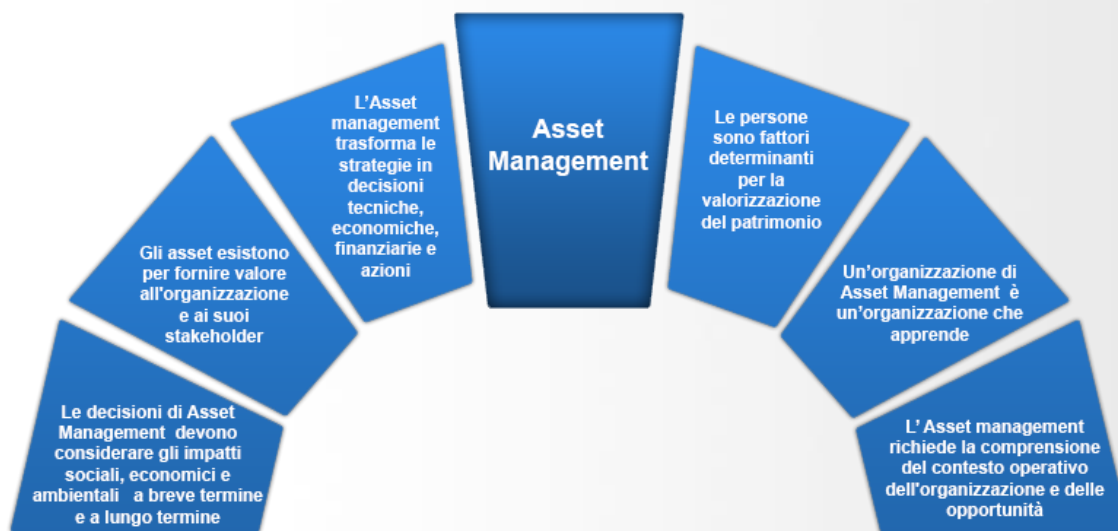 Asset
Management
L'Asset
management
trasforma le
strategie in
decisioni
tecniche,
economiche,
finanziarie e
azioni
Le persone
sono fattori
determinanti
per la
valorizzazione
del patrimonio
Gli asset esistono
per fornire valore
all'organizzazione
e ai suoi
stakeholder
Un'organizzazione di
Asset Management è
un'organizzazione che
apprende
Le decisioni di Asset
Management devono
considerare gli impatti
sociali, economici e
ambientali a breve termine
e a lungo termine
L' Asset management
richiede la comprensione
del contesto operativo
dell'organizzazione e delle
opportunità